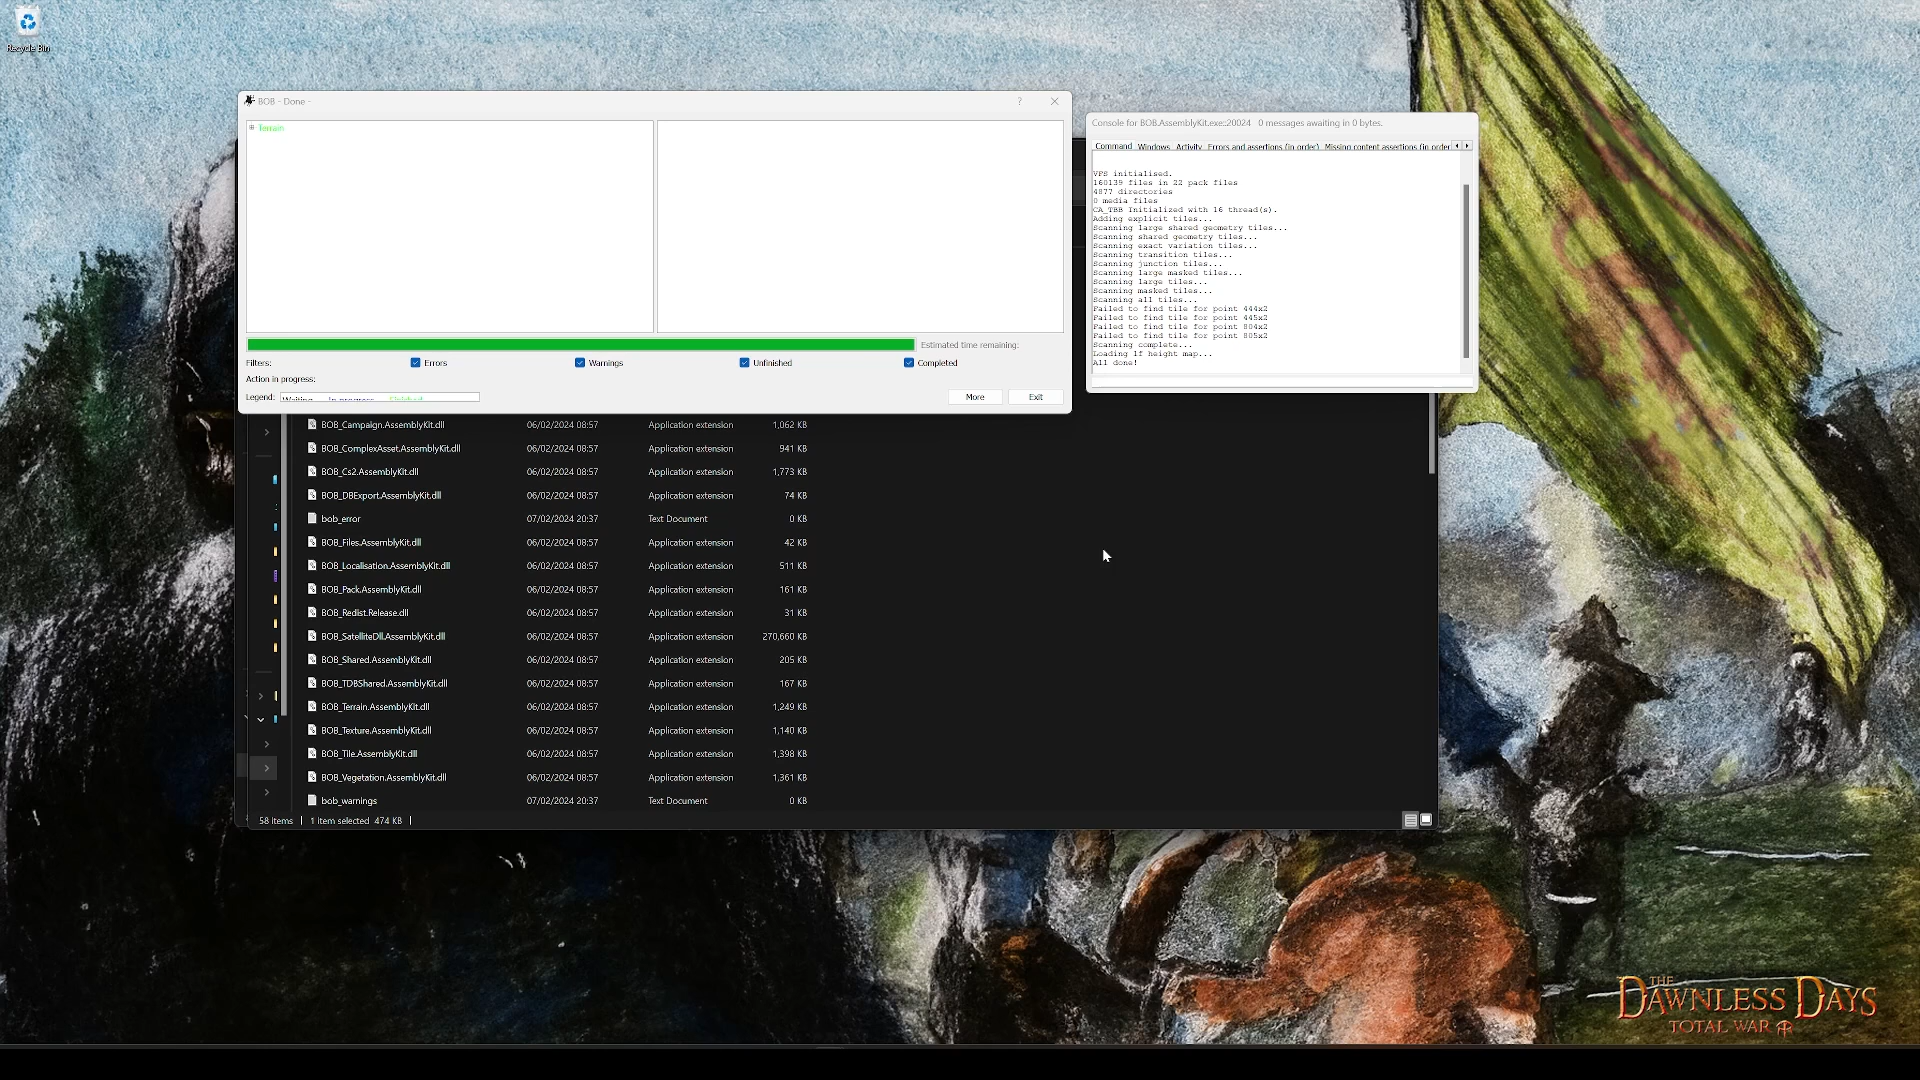 Recycle Bin
BOB - Done -
Terrain
Estimated time remaining:
Filters:
Errors
Warnings
Unfinished
Completed
Action in progress:
Legend:
Waiting
In progress
Finished
More
Exit
Console for BOB.AssemblyKit.exe::20024 0 messages awaiting in 0 bytes.
Command Windows Activity Errors and assertions (in order) Missing content assertions (in order
VFS initialised.
160139 files in 22 pack files
4877 directories
0 media files
CA_TBB Initialized with 16 thread(s).
Adding explicit tiles...
Scanning large shared geometry tiles...
Scanning shared geometry tiles...
Scanning exact variation tiles...
Scanning transition tiles...
Scanning junction tiles...
Scanning large masked tiles...
Scanning large tiles...
Scanning masked tiles...
Scanning all tiles...
Failed to find tile for point 444x2
Failed to find tile for point 445x2
Failed to find tile for point 804x2
Failed to find tile for point 805x2
Scanning complete...
Loading lf height map...
All done!
BOB_Campaign.AssemblyKit.dll 06/02/2024 08:57 Application extension 1,062 KB
BOB_ComplexAsset.AssemblyKit.dll 06/02/2024 08:57 Application extension 941 KB
BOB_Cs2.AssemblyKit.dll 06/02/2024 08:57 Application extension 1,773 KB
BOB_DBExport.AssemblyKit.dll 06/02/2024 08:57 Application extension 74 KB
bob_error 07/02/2024 20:37 Text Document 0 KB
BOB_Files.AssemblyKit.dll 06/02/2024 08:57 Application extension 42 KB
BOB_Localisation.AssemblyKit.dll 06/02/2024 08:57 Application extension 511 KB
BOB_Pack.AssemblyKit.dll 06/02/2024 08:57 Application extension 161 KB
BOB_Redist.Release.dll 06/02/2024 08:57 Application extension 31 KB
BOB_SatelliteDll.AssemblyKit.dll 06/02/2024 08:57 Application extension 270,660 KB
BOB_Shared.AssemblyKit.dll 06/02/2024 08:57 Application extension 205 KB
BOB_TDBShared.AssemblyKit.dll 06/02/2024 08:57 Application extension 167 KB
BOB_Terrain.AssemblyKit.dll 06/02/2024 08:57 Application extension 1,249 KB
BOB_Texture.AssemblyKit.dll 06/02/2024 08:57 Application extension 1,140 KB
BOB_Tile.AssemblyKit.dll 06/02/2024 08:57 Application extension 1,398 KB
BOB_Vegetation.AssemblyKit.dll 06/02/2024 08:57 Application extension 1,361 KB
bob_warnings 07/02/2024 20:37 Text Document 0 KB
58 items 1 item selected 474 KB
THE
DAWNLESS DAYS
TOTAL WAR